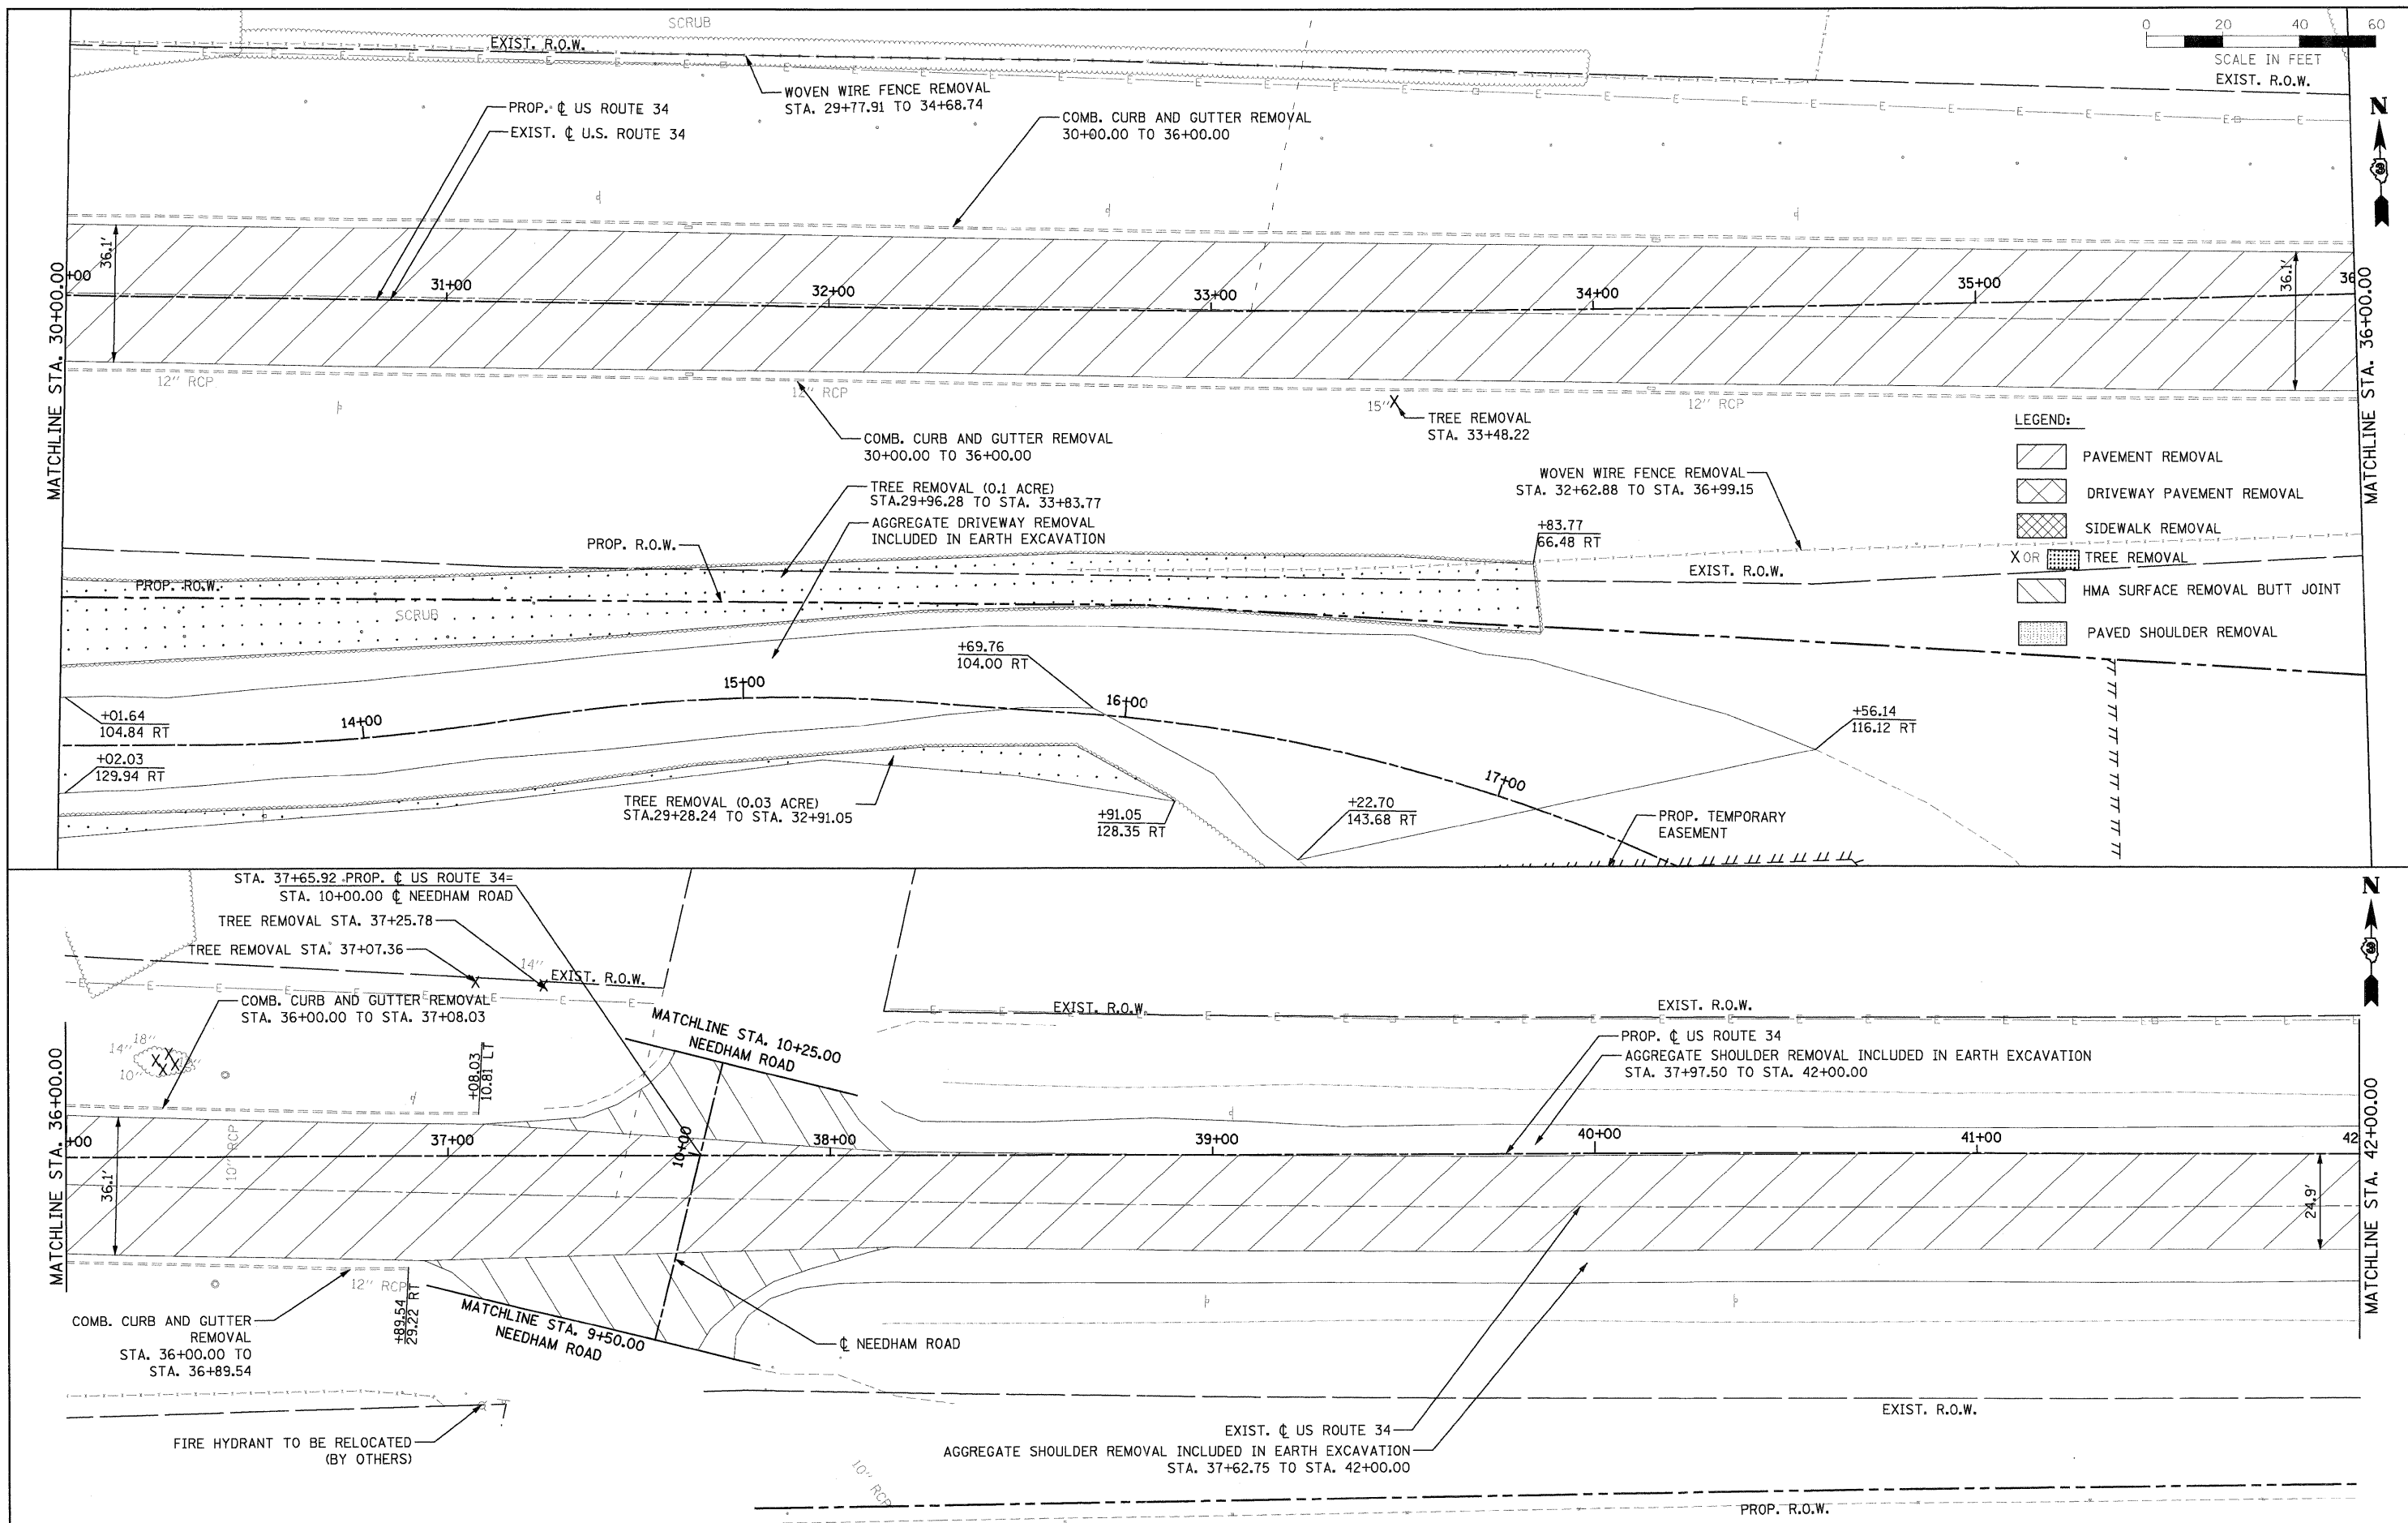 SCRUB
0 20 40 60
SCALE IN FEET
EXIST. R.O.W.
EXIST. R.O.W.
N
WOVEN WIRE FENCE REMOVAL
STA. 29+77.91 TO 34+68.74
PROP. ℄ US ROUTE 34
EXIST. ℄ U.S. ROUTE 34
COMB. CURB AND GUTTER REMOVAL
30+00.00 TO 36+00.00
MATCHLINE STA. 30+00.00
36.1'
+00
31+00
32+00
33+00
34+00
35+00
36
36.1'
MATCHLINE STA. 36+00.00
12" RCP
12" RCP
15"
12" RCP
TREE REMOVAL
STA. 33+48.22
COMB. CURB AND GUTTER REMOVAL
30+00.00 TO 36+00.00
LEGEND:
PAVEMENT REMOVAL
DRIVEWAY PAVEMENT REMOVAL
SIDEWALK REMOVAL
X OR TREE REMOVAL
HMA SURFACE REMOVAL BUTT JOINT
PAVED SHOULDER REMOVAL
WOVEN WIRE FENCE REMOVAL
STA. 32+62.88 TO STA. 36+99.15
TREE REMOVAL (0.1 ACRE)
STA.29+96.28 TO STA. 33+83.77
AGGREGATE DRIVEWAY REMOVAL
INCLUDED IN EARTH EXCAVATION
PROP. R.O.W.
+83.77
66.48 RT
EXIST. R.O.W.
PROP. R.O.W.
SCRUB
+69.76
104.00 RT
15+00
16+00
14+00
+01.64
104.84 RT
+02.03
129.94 RT
+56.14
116.12 RT
17+00
TREE REMOVAL (0.03 ACRE)
STA.29+28.24 TO STA. 32+91.05
+91.05
128.35 RT
+22.70
143.68 RT
PROP. TEMPORARY
EASEMENT
STA. 37+65.92 PROP. ℄ US ROUTE 34=
STA. 10+00.00 ℄ NEEDHAM ROAD
TREE REMOVAL STA. 37+25.78
TREE REMOVAL STA. 37+07.36
14"
EXIST. R.O.W.
N
COMB. CURB AND GUTTER REMOVAL
STA. 36+00.00 TO STA. 37+08.03
MATCHLINE STA. 10+25.00
NEEDHAM ROAD
EXIST. R.O.W.
EXIST. R.O.W.
PROP. ℄ US ROUTE 34
AGGREGATE SHOULDER REMOVAL INCLUDED IN EARTH EXCAVATION
STA. 37+97.50 TO STA. 42+00.00
18"
14"
10"
+08.03
10.81 LT
MATCHLINE STA. 36+00.00
+00
10" RCP
37+00
10+00
38+00
39+00
40+00
41+00
42
36.1'
24.9'
MATCHLINE STA. 42+00.00
12" RCP
+89.54
29.22 RT
MATCHLINE STA. 9+50.00
NEEDHAM ROAD
℄ NEEDHAM ROAD
COMB. CURB AND GUTTER
REMOVAL
STA. 36+00.00 TO
STA. 36+89.54
FIRE HYDRANT TO BE RELOCATED
(BY OTHERS)
EXIST. R.O.W.
EXIST. ℄ US ROUTE 34
AGGREGATE SHOULDER REMOVAL INCLUDED IN EARTH EXCAVATION
STA. 37+62.75 TO STA. 42+00.00
10" RCP
PROP. R.O.W.